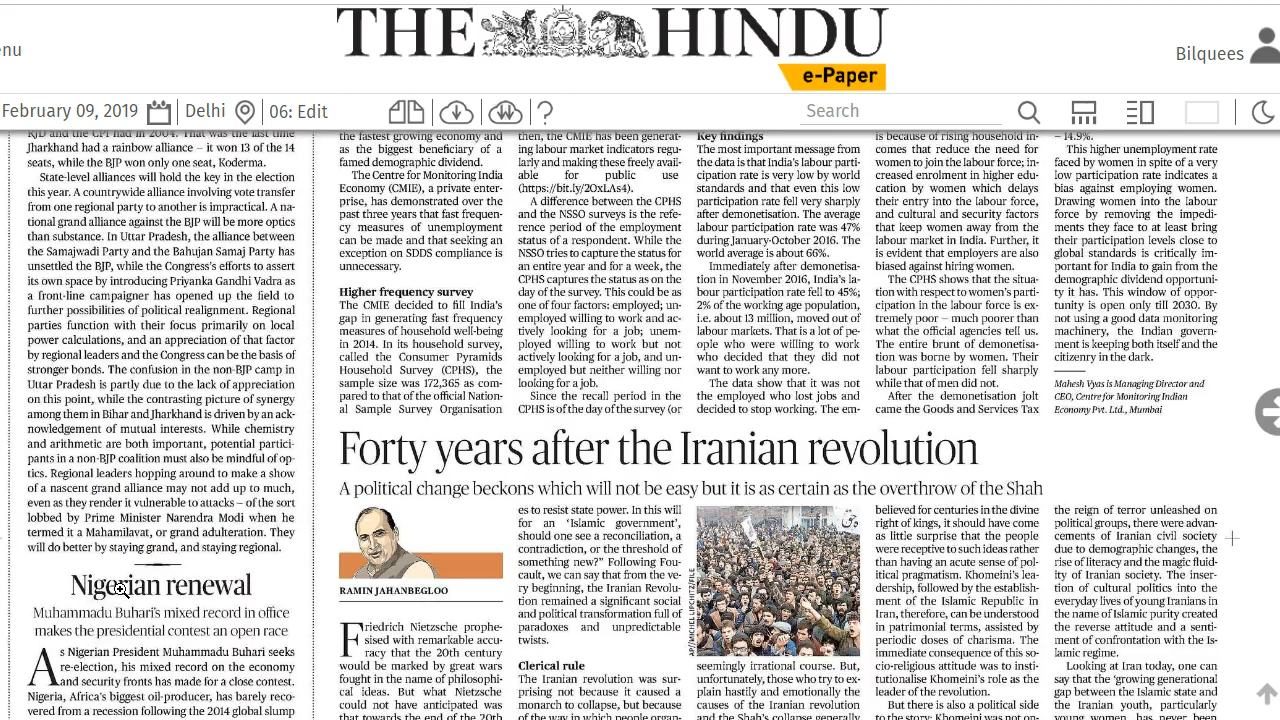 THE HINDU
e-Paper
enu
Bilquees
February 09, 2019
Delhi
06: Edit
?
Search
KJD and the CPI had in 2004. That was the last time
Jharkhand had a rainbow alliance – it won 13 of the 14
seats, while the BJP won only one seat, Koderma.
State-level alliances will hold the key in the election
this year. A countrywide alliance involving vote transfer
from one regional party to another is impractical. A na-
tional grand alliance against the BJP will be more optics
than substance. In Uttar Pradesh, the alliance between
the Samajwadi Party and the Bahujan Samaj Party has
unsettled the BJP, while the Congress's efforts to assert
its own space by introducing Priyanka Gandhi Vadra as
a front-line campaigner has opened up the field to
further possibilities of political realignment. Regional
parties function with their focus primarily on local
power calculations, and an appreciation of that factor
by regional leaders and the Congress can be the basis of
stronger bonds. The confusion in the non-BJP camp in
Uttar Pradesh is partly due to the lack of appreciation
on this point, while the contrasting picture of synergy
among them in Bihar and Jharkhand is driven by an ack-
nowledgement of mutual interests. While chemistry
and arithmetic are both important, potential partici-
pants in a non-BJP coalition must also be mindful of op-
tics. Regional leaders hopping around to make a show
of a nascent grand alliance may not add up to much,
even as they render it vulnerable to attacks – of the sort
lobbed by Prime Minister Narendra Modi when he
termed it a Mahamilavat, or grand adulteration. They
will do better by staying grand, and staying regional.
Nigerian renewal
Muhammadu Buhari's mixed record in office
makes the presidential contest an open race
As Nigerian President Muhammadu Buhari seeks
re-election, his mixed record on the economy
and security fronts has made for a close contest.
Nigeria, Africa's biggest oil-producer, has barely reco-
vered from a recession following the 2014 global slump
the fastest growing economy and
as the biggest beneficiary of a
famed demographic dividend.
The Centre for Monitoring India
Economy (CMIE), a private enter-
prise, has demonstrated over the
past three years that fast frequen-
cy measures of unemployment
can be made and that seeking an
exception on SDDS compliance is
unnecessary.
Higher frequency survey
The CMIE decided to fill India's
gap in generating fast frequency
measures of household well-being
in 2014. In its household survey,
called the Consumer Pyramids
Household Survey (CPHS), the
sample size was 172,365 as com-
pared to that of the official Nation-
al Sample Survey Organisation
then, the CMIE has been generat-
ing labour market indicators regu-
larly and making these freely avail-
able for public use
(https://bit.ly/2OxLAs4).
A difference between the CPHS
and the NSSO surveys is the refe-
rence period of the employment
status of a respondent. While the
NSSO tries to capture the status for
an entire year and for a week, the
CPHS captures the status as on the
day of the survey. This could be as
one of four factors: employed; un-
employed willing to work and ac-
tively looking for a job; unem-
ployed willing to work but not
actively looking for a job, and un-
employed but neither willing nor
looking for a job.
Since the recall period in the
CPHS is of the day of the survey (or
Key findings
The most important message from
the data is that India's labour parti-
cipation rate is very low by world
standards and that even this low
participation rate fell very sharply
after demonetisation. The average
labour participation rate was 47%
during January-October 2016. The
world average is about 66%.
Immediately after demonetisa-
tion in November 2016, India's la-
bour participation rate fell to 45%;
2% of the working age population,
i.e. about 13 million, moved out of
labour markets. That is a lot of pe-
ople who were willing to work
who decided that they did not
want to work any more.
The data show that it was not
the employed who lost jobs and
decided to stop working. The em-
is because of rising household in-
comes that reduce the need for
women to join the labour force; in-
creased enrolment in higher edu-
cation by women which delays
their entry into the labour force,
and cultural and security factors
that keep women away from the
labour market in India. Further, it
is evident that employers are also
biased against hiring women.
The CPHS shows that the situa-
tion with respect to women's parti-
cipation in the labour force is ex-
tremely poor – much poorer than
what the official agencies tell us.
The entire brunt of demonetisa-
tion was borne by women. Their
labour participation fell sharply
while that of men did not.
After the demonetisation jolt
came the Goods and Services Tax
– 14.9%.
This higher unemployment rate
faced by women in spite of a very
low participation rate indicates a
bias against employing women.
Drawing women into the labour
force by removing the impedi-
ments they face to at least bring
their participation levels close to
global standards is critically im-
portant for India to gain from the
demographic dividend opportuni-
ty it has. This window of oppor-
tunity is open only till 2030. By
not using a good data monitoring
machinery, the Indian govern-
ment is keeping both itself and the
citizenry in the dark.
Mahesh Vyas is Managing Director and
CEO, Centre for Monitoring Indian
Economy Pvt. Ltd., Mumbai
Forty years after the Iranian revolution
A political change beckons which will not be easy but it is as certain as the overthrow of the Shah
RAMIN JAHANBEGLOO
Friedrich Nietzsche prophe-
sised with remarkable accu-
racy that the 20th century
would be marked by great wars
fought in the name of philosophi-
cal ideas. But what Nietzsche
could not have anticipated was
that towards the end of the 20th
es to resist state power. In this will
for an 'Islamic government',
should one see a reconciliation, a
contradiction, or the threshold of
something new?" Following Fou-
cault, we can say that from the ve-
ry beginning, the Iranian Revolu-
tion remained a significant social
and political transformation full of
paradoxes and unpredictable
twists.
Clerical rule
The Iranian revolution was sur-
prising not because it caused a
monarch to collapse, but because
of the way in which people organ-
AP/MICHEL LIPCHITZ/FILE
seemingly irrational course. But,
unfortunately, those who try to ex-
plain hastily and emotionally the
causes of the Iranian revolution
and the Shah's collapse generally
believed for centuries in the divine
right of kings, it should have come
as little surprise that the people
were receptive to such ideas rather
than having an acute sense of pol-
itical pragmatism. Khomeini's lea-
dership, followed by the establish-
ment of the Islamic Republic in
Iran, therefore, can be understood
in patrimonial terms, assisted by
periodic doses of charisma. The
immediate consequence of this so-
cio-religious attitude was to insti-
tutionalise Khomeini's role as the
leader of the revolution.
But there is also a political side
to the story: Khomeini was not on-
the reign of terror unleashed on
political groups, there were advan-
cements of Iranian civil society
due to demographic changes, the
rise of literacy and the magic fluid-
ity of Iranian society. The inser-
tion of cultural politics into the
everyday lives of young Iranians in
the name of Islamic purity created
the reverse attitude and a senti-
ment of confrontation with the Is-
lamic regime.
Looking at Iran today, one can
say that the 'growing generational
gap between the Islamic state and
the Iranian youth, particularly
young women, has never been